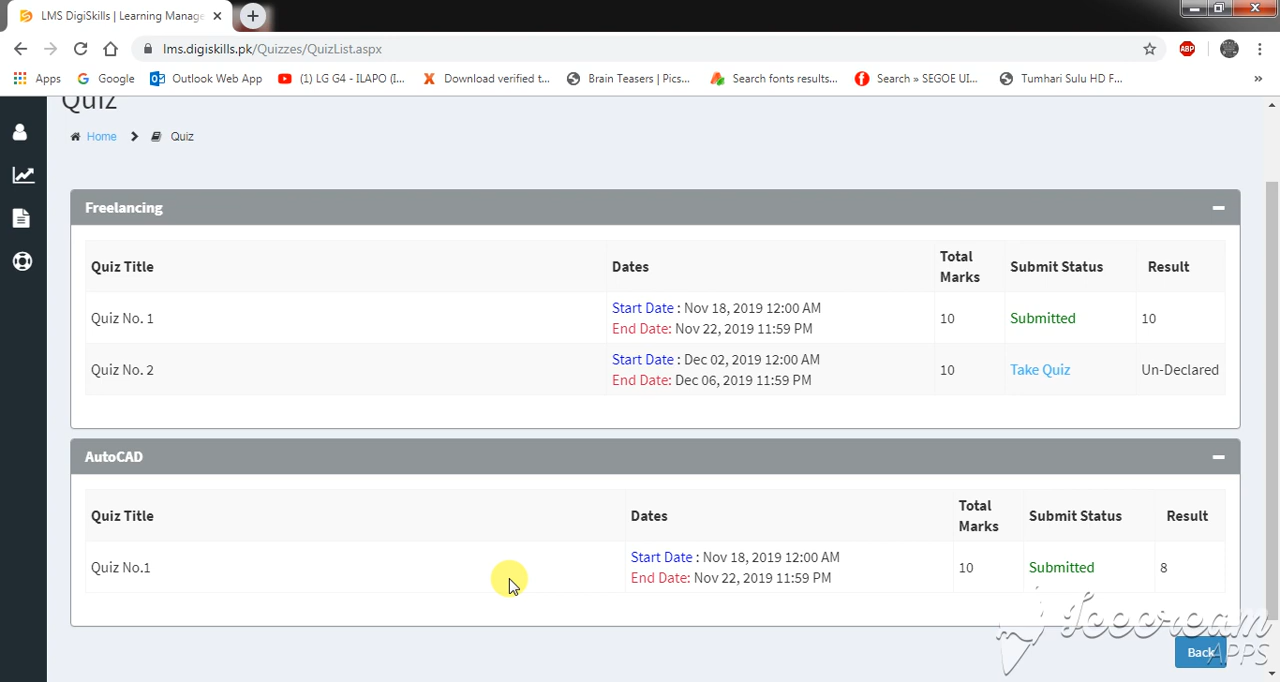 LMS DigiSkills | Learning Manage
lms.digiskills.pk/Quizzes/QuizList.aspx
ABP
Apps Google Outlook Web App (1) LG G4 - ILAPO (I... Download verified t... Brain Teasers | Pics... Search fonts results... Search » SEGOE UI... Tumhari Sulu HD F... »
Quiz
Home Quiz
Freelancing
Quiz Title Dates Total Marks Submit Status Result
Quiz No. 1 Start Date : Nov 18, 2019 12:00 AM 10 Submitted 10
End Date: Nov 22, 2019 11:59 PM
Quiz No. 2 Start Date : Dec 02, 2019 12:00 AM 10 Take Quiz Un-Declared
End Date: Dec 06, 2019 11:59 PM
AutoCAD
Quiz Title Dates Total Marks Submit Status Result
Quiz No.1 Start Date : Nov 18, 2019 12:00 AM 10 Submitted 8
End Date: Nov 22, 2019 11:59 PM
Icecream
APPS
Back